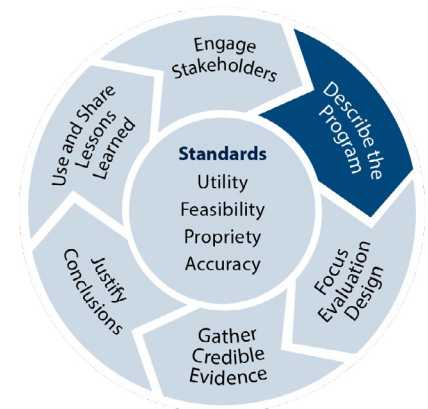 Engage
Stakeholders
Describe the
Program
Focus
Evaluation
Design
Gather
Credible
Evidence
Justify
Conclusions
Use and Share
Lessons
Learned
Standards
Utility
Feasibility
Propriety
Accuracy